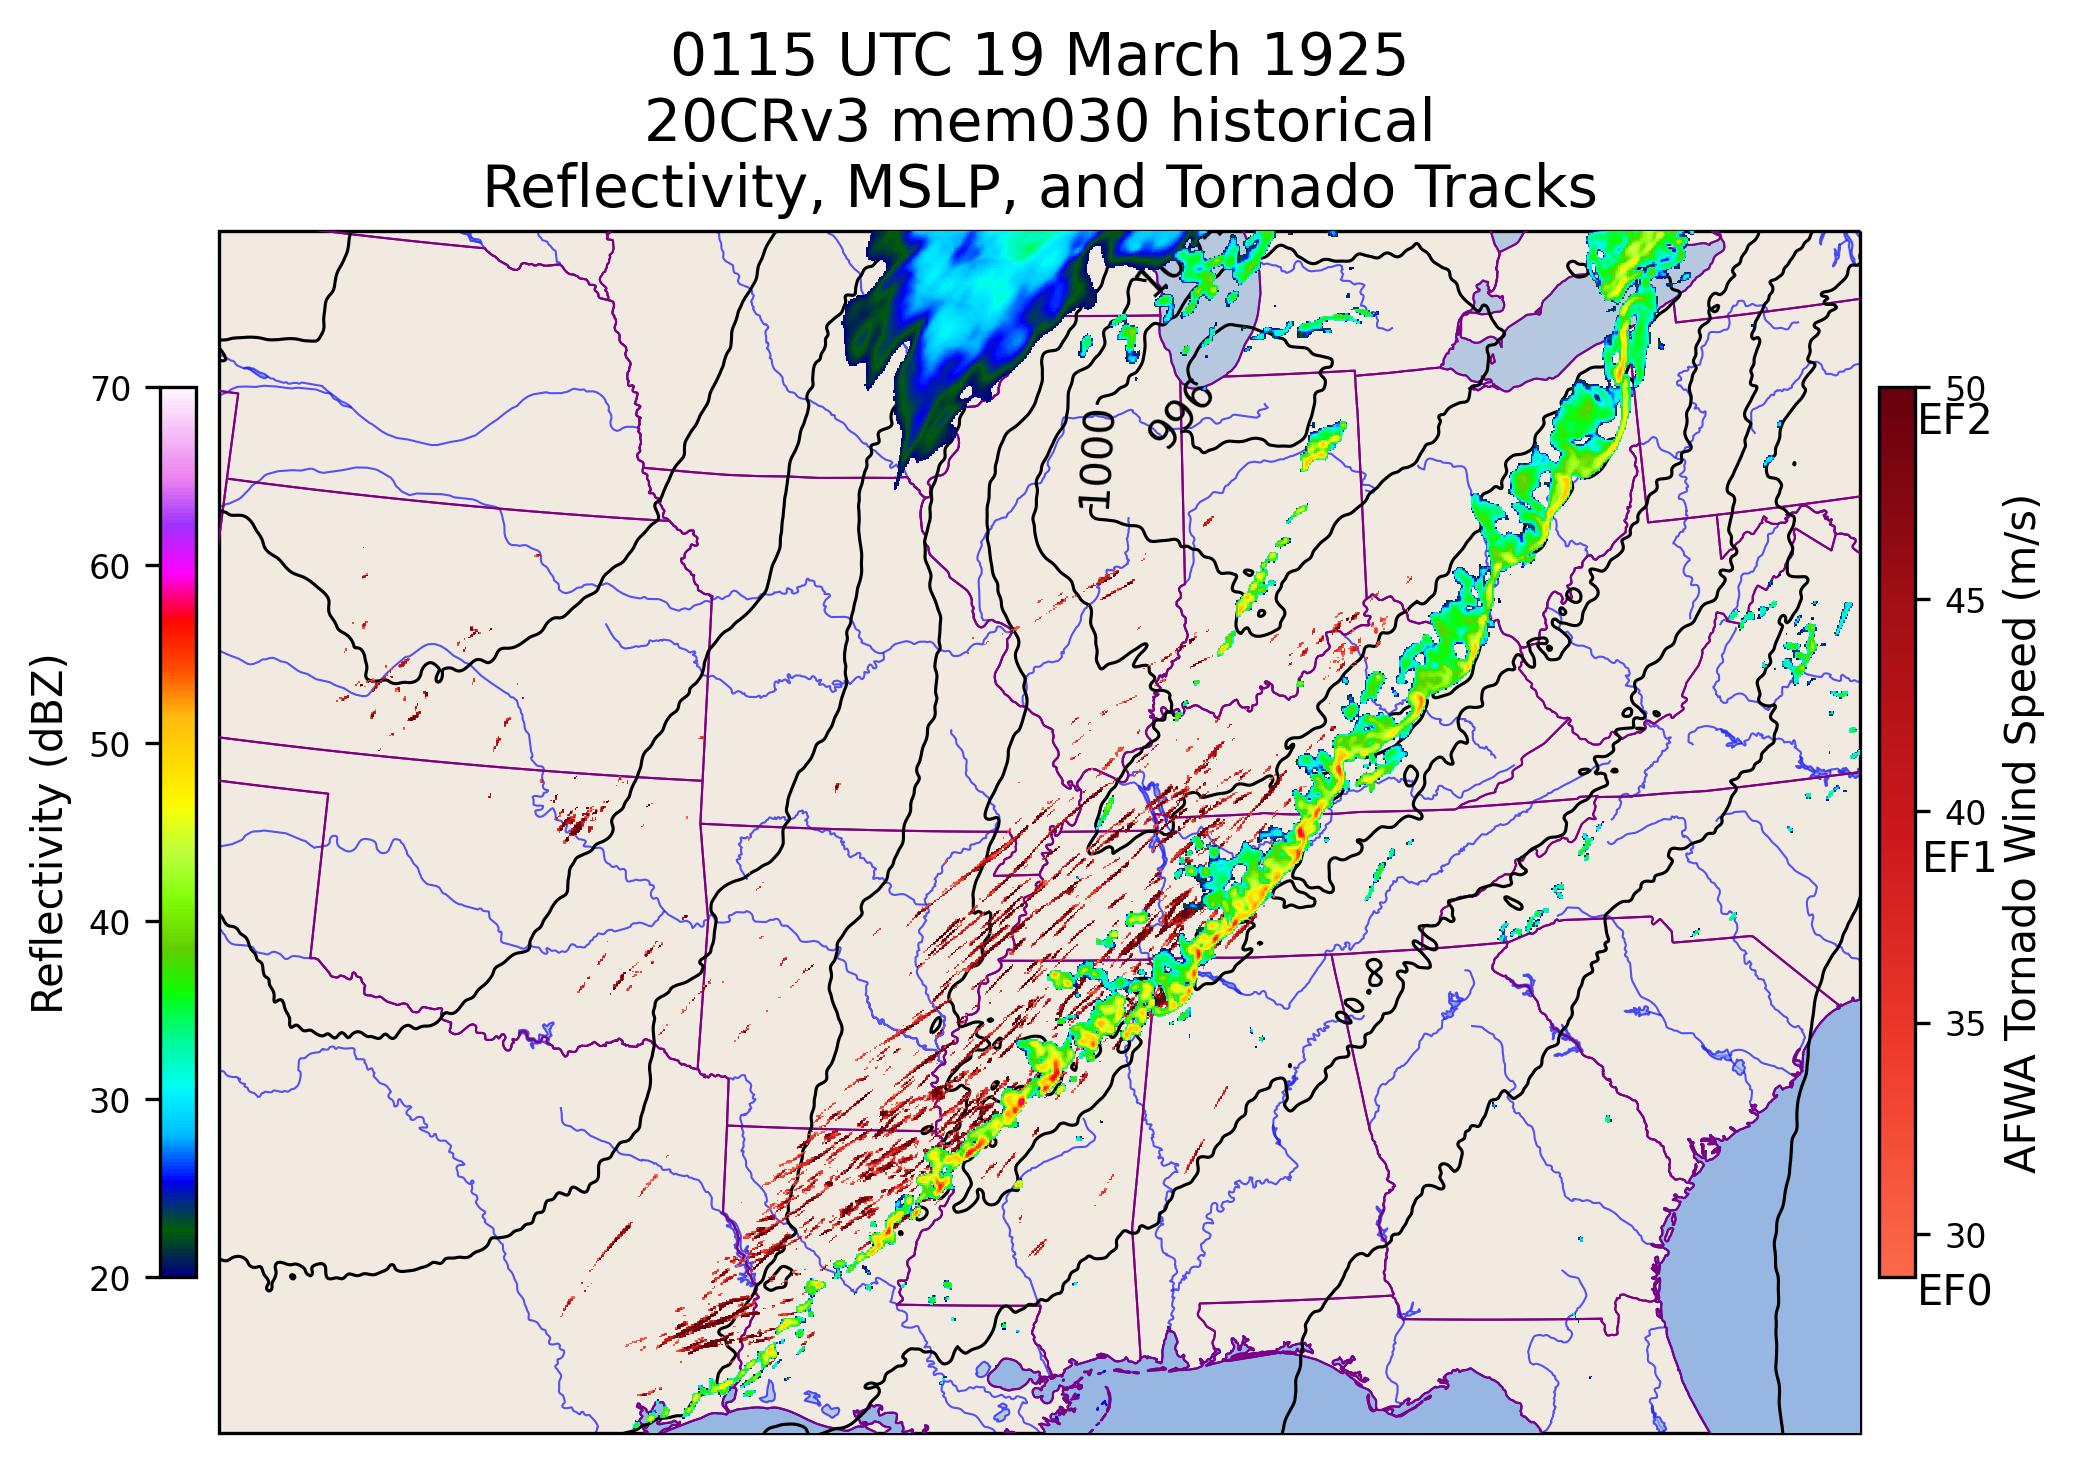 0115 UTC 19 March 1925
20CRv3 mem030 historical
Reflectivity, MSLP, and Tornado Tracks
Reflectivity (dBZ)
70
60
50
40
30
20
1000
996
50
EF2
45
40
EF1
35
30
EF0
AFWA Tornado Wind Speed (m/s)